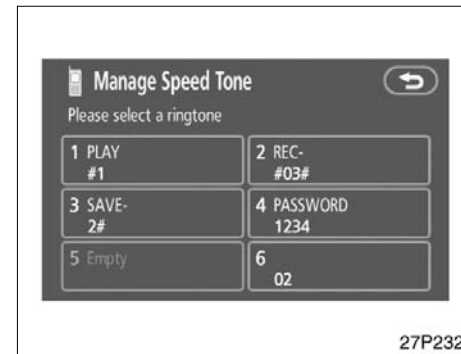 Manage Speed Tone
Please select a ringtone
1 PLAY
#1
2 REC-
#03#
3 SAVE-
2#
4 PASSWORD
1234
5 Empty
6
02
27P232